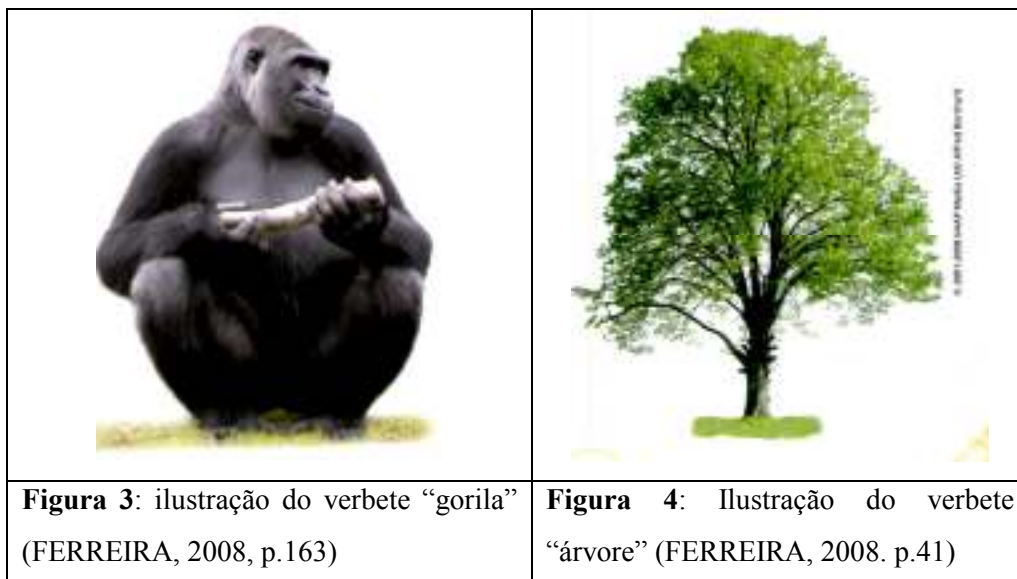 Figura 3: ilustração do verbete “gorila”
(FERREIRA, 2008, p.163)
Figura 4: Ilustração do verbete
“árvore” (FERREIRA, 2008. p.41)